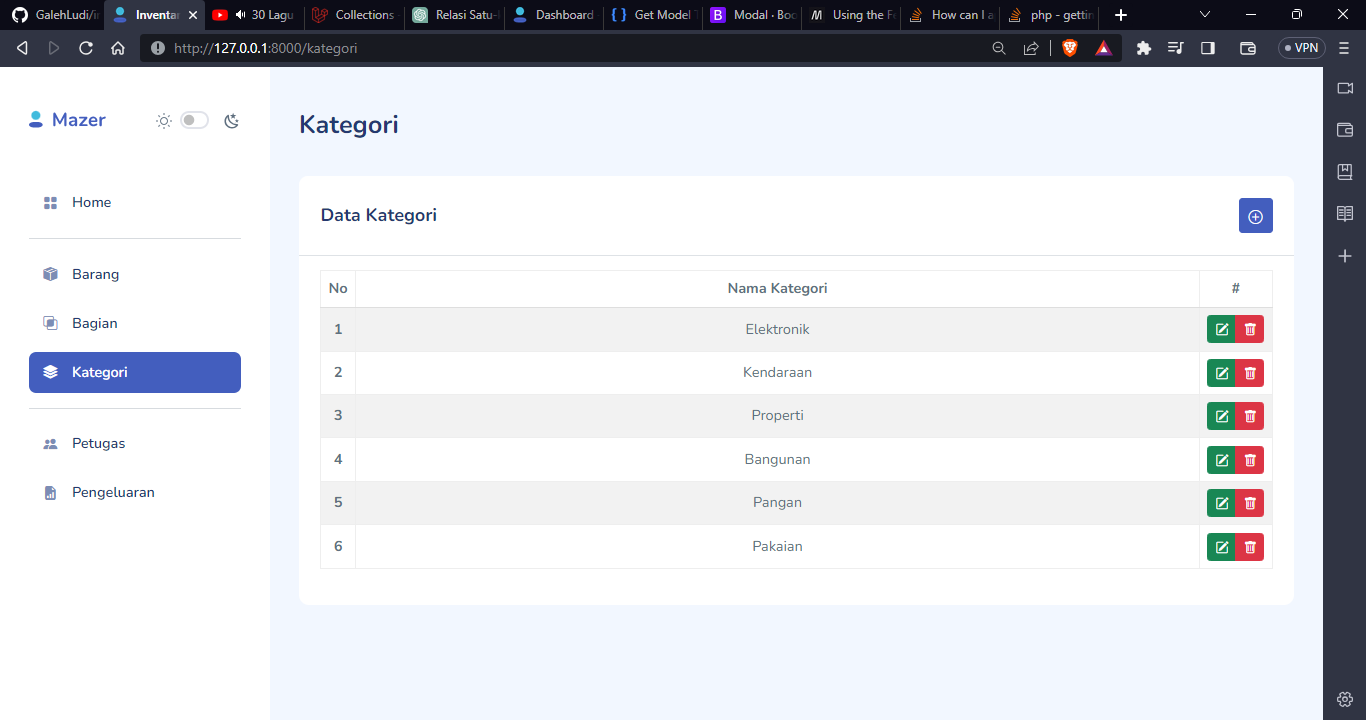 GalehLudi/i
Inventa
30 Lagu
Collections
Relasi Satu-
Dashboard
Get Model
Modal · Boo
Using the F
How can I a
php - gettin
http://127.0.0.1:8000/kategori
VPN
Mazer
Home
Barang
Bagian
Kategori
Petugas
Pengeluaran
Kategori
Data Kategori
No Nama Kategori #
1 Elektronik
2 Kendaraan
3 Properti
4 Bangunan
5 Pangan
6 Pakaian